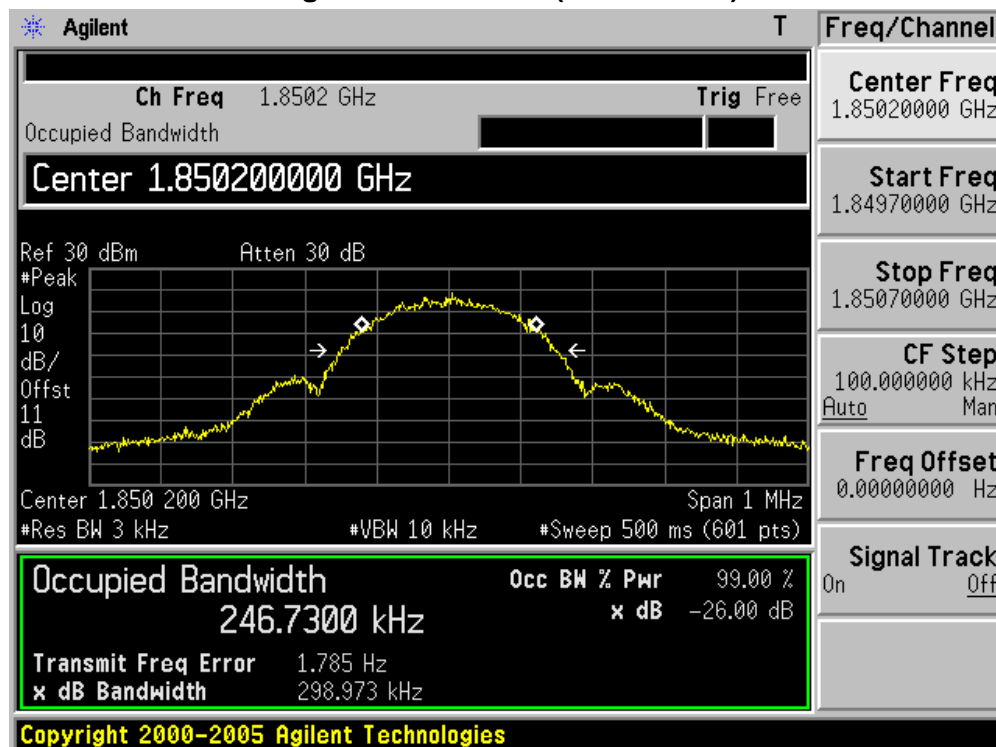 Agilent T
Ch Freq 1.8502 GHz Trig Free
Occupied Bandwidth
Center 1.850200000 GHz
Ref 30 dBm Atten 30 dB
#Peak
Log
10
dB/
Offst
11
dB
Center 1.850 200 GHz Span 1 MHz
#Res BW 3 kHz #VBW 10 kHz #Sweep 500 ms (601 pts)
Occupied Bandwidth Occ BW % Pwr 99.00 %
246.7300 kHz x dB -26.00 dB
Transmit Freq Error 1.785 Hz
x dB Bandwidth 298.973 kHz
Copyright 2000-2005 Agilent Technologies
Freq/Channel
Center Freq
1.85020000 GHz
Start Freq
1.84970000 GHz
Stop Freq
1.85070000 GHz
CF Step
100.000000 kHz
Auto Man
Freq Offset
0.00000000 Hz
Signal Track
On Off